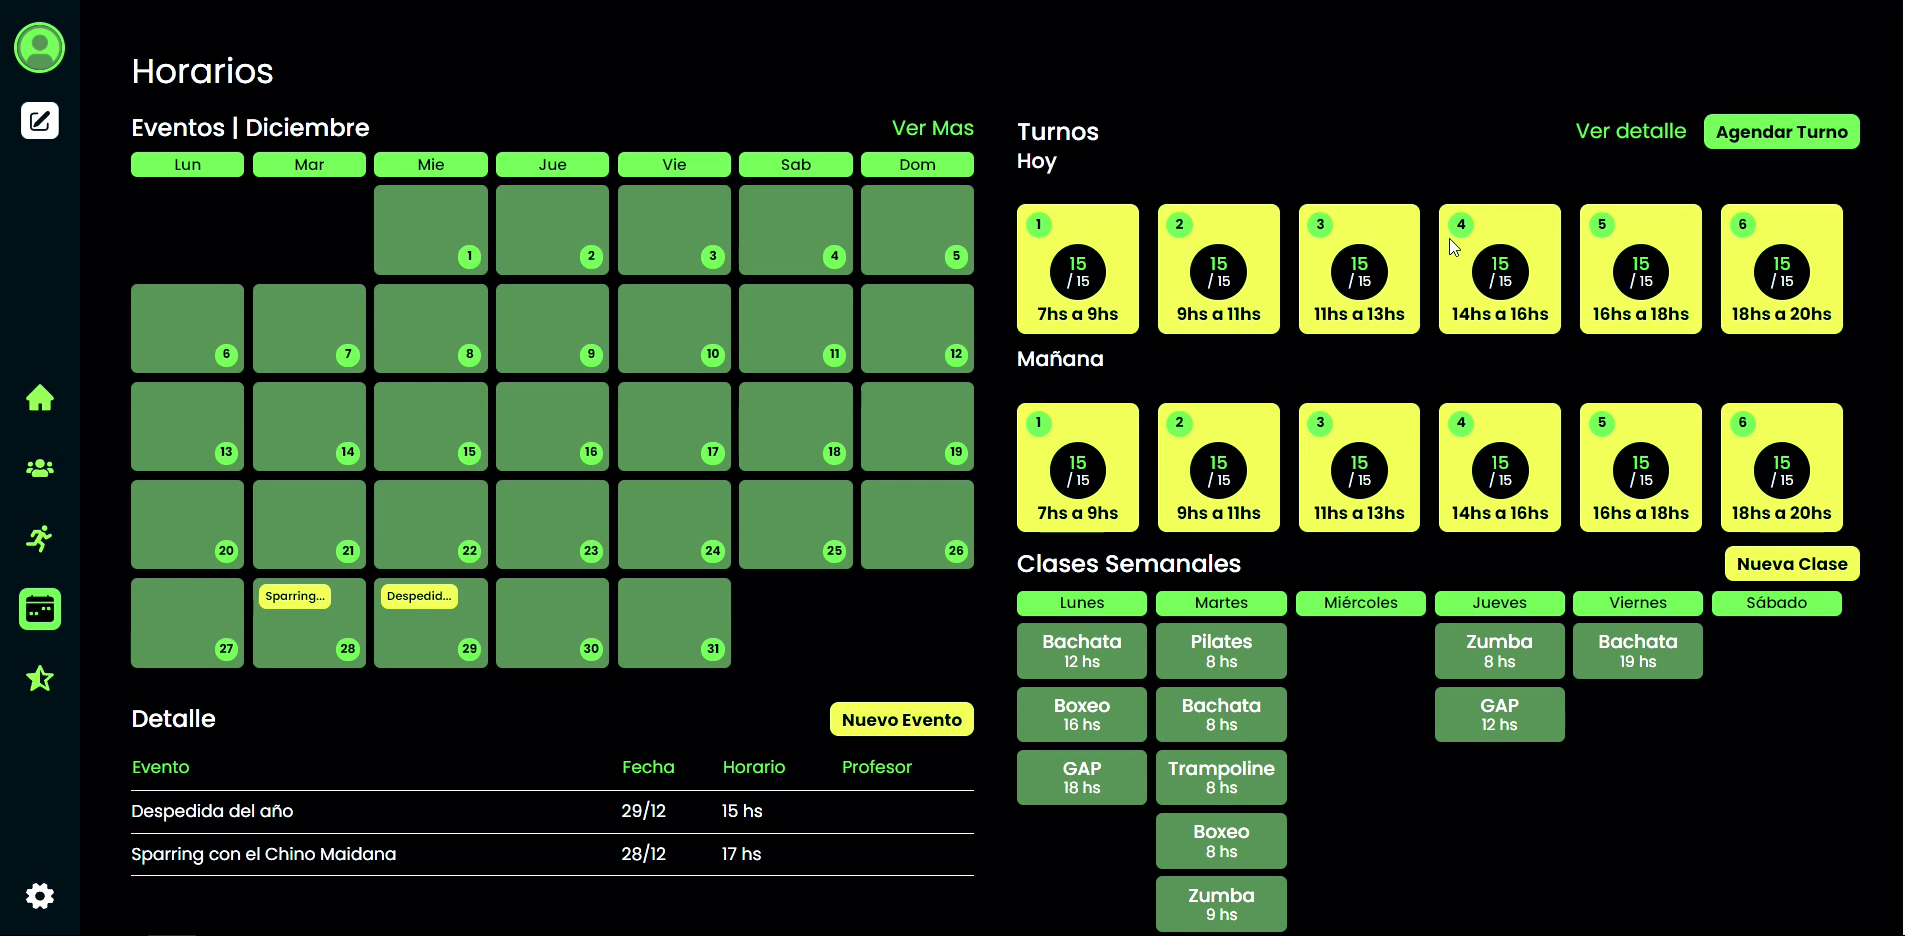 Horarios
Eventos | Diciembre
Ver Mas
Lun Mar Mie Jue Vie Sab Dom
1 2 3 4 5
6 7 8 9 10 11 12
13 14 15 16 17 18 19
20 21 22 23 24 25 26
Sparring... Despedid...
27 28 29 30 31
Detalle
Nuevo Evento
Evento Fecha Horario Profesor
Despedida del año 29/12 15 hs
Sparring con el Chino Maidana 28/12 17 hs
Turnos
Ver detalle
Agendar Turno
Hoy
1 2 3 4 5 6
15 15 15 15 15 15
/ 15 / 15 / 15 / 15 / 15 / 15
7hs a 9hs 9hs a 11hs 11hs a 13hs 14hs a 16hs 16hs a 18hs 18hs a 20hs
Mañana
1 2 3 4 5 6
15 15 15 15 15 15
/ 15 / 15 / 15 / 15 / 15 / 15
7hs a 9hs 9hs a 11hs 11hs a 13hs 14hs a 16hs 16hs a 18hs 18hs a 20hs
Clases Semanales
Nueva Clase
Lunes Martes Miércoles Jueves Viernes Sábado
Bachata Pilates Zumba Bachata
12 hs 8 hs 8 hs 19 hs
Boxeo Bachata GAP
16 hs 8 hs 12 hs
GAP Trampoline
18 hs 8 hs
Boxeo
8 hs
Zumba
9 hs